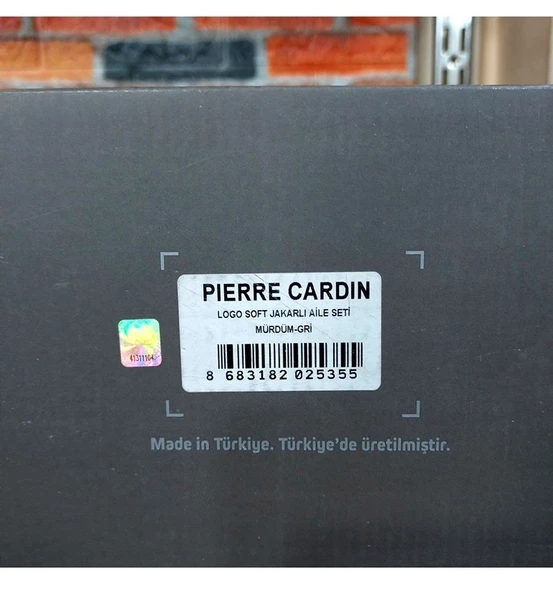 PIERRE CARDIN
LOGO SOFT JAKARLI AİLE SETİ
MÜRDÜM-GRİ
8 683182 025355
41311164
Made in Türkiye. Türkiye'de üretilmiştir.